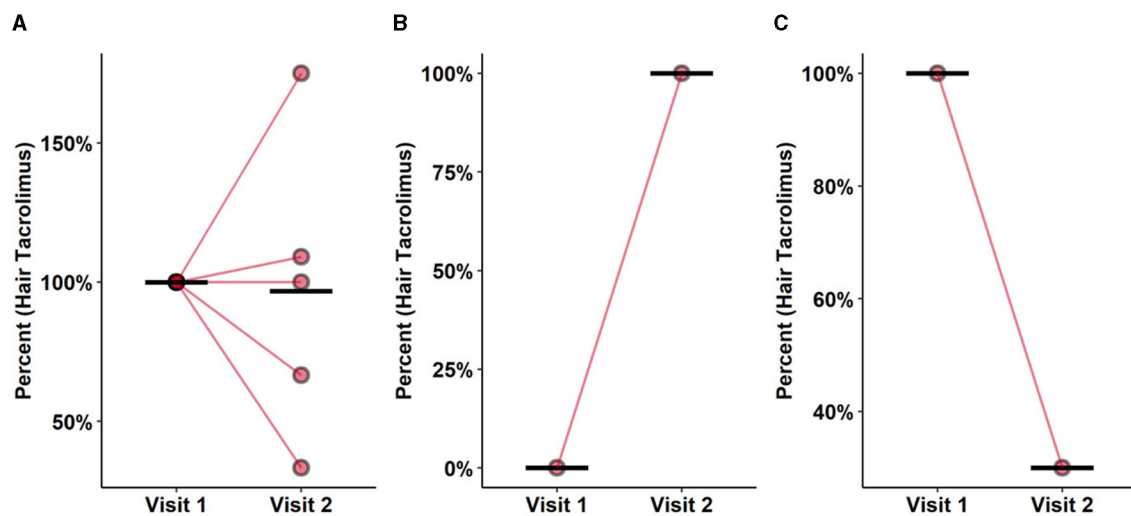 A
Percent (Hair Tacrolimus)
150%
100%
50%
Visit 1 Visit 2
B
Percent (Hair Tacrolimus)
100%
75%
50%
25%
0%
Visit 1 Visit 2
C
Percent (Hair Tacrolimus)
100%
80%
60%
40%
Visit 1 Visit 2